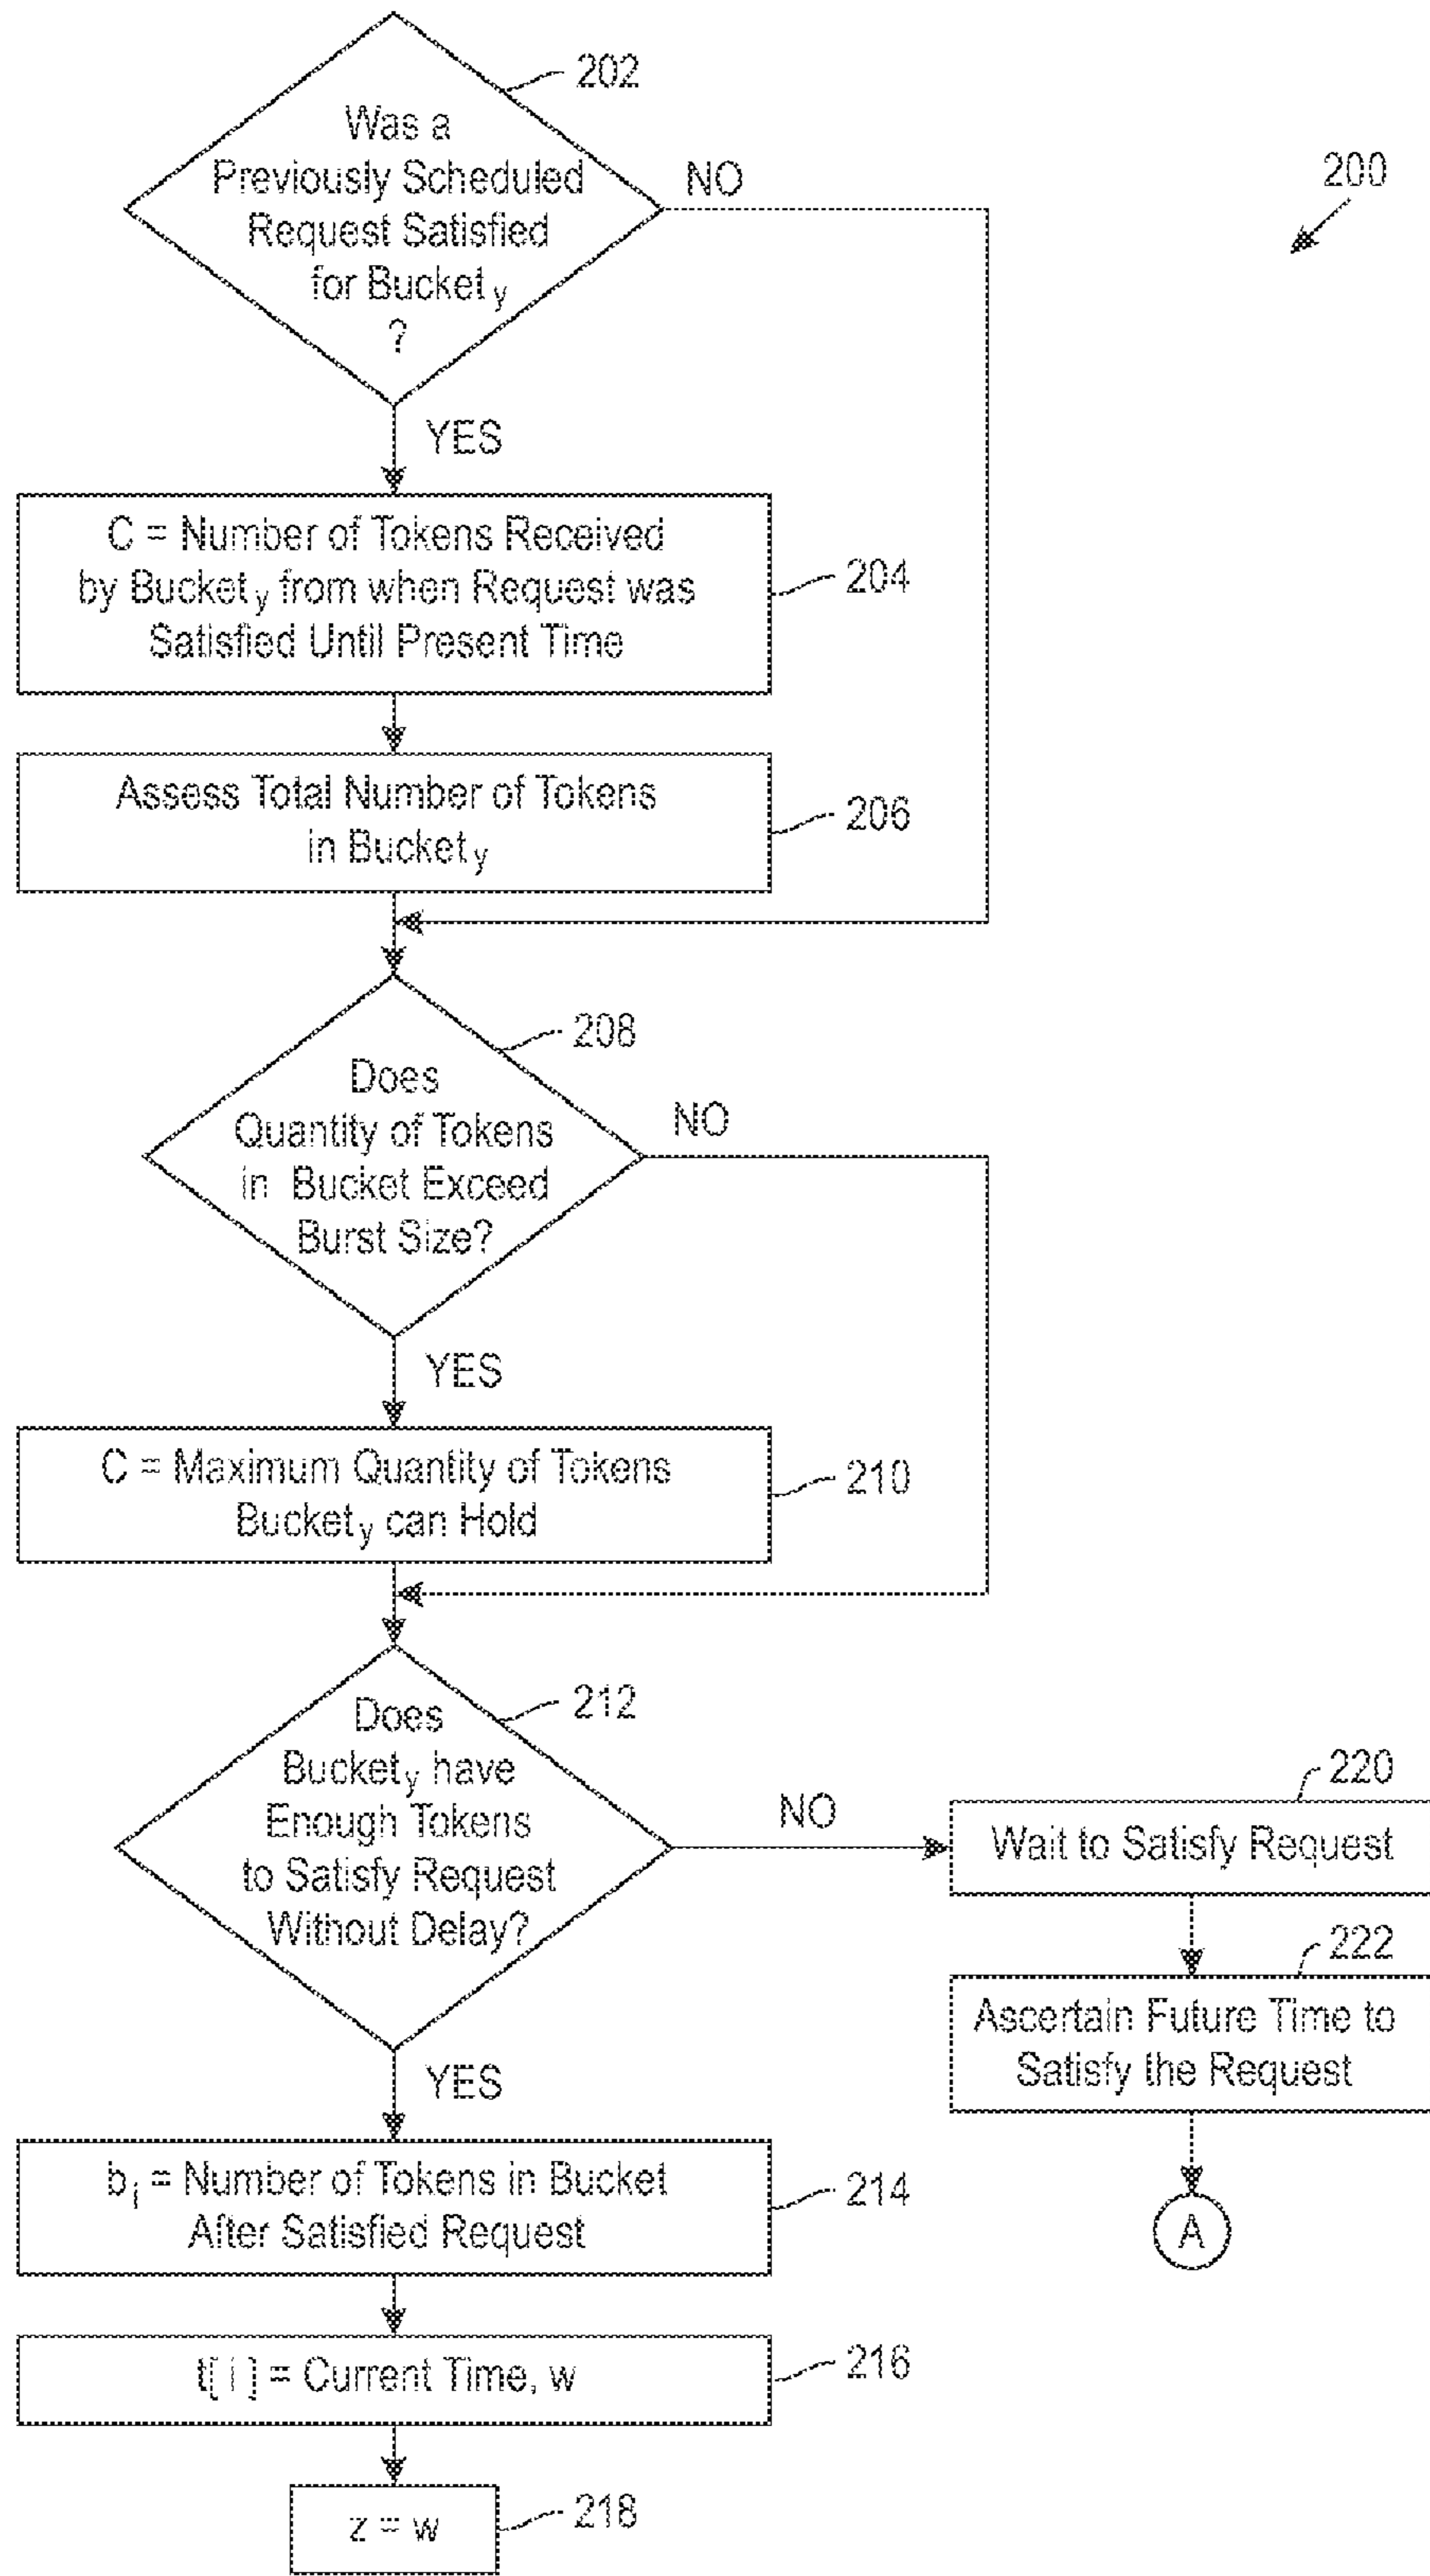 202
Was a
Previously Scheduled
Request Satisfied
for Bucket y
?
NO
200
YES
C = Number of Tokens Received
by Bucket y from when Request was
Satisfied Until Present Time
204
Assess Total Number of Tokens
in Bucket y
206
208
Does
Quantity of Tokens
in Bucket Exceed
Burst Size?
NO
YES
C = Maximum Quantity of Tokens
Bucket y can Hold
210
212
Does
Bucket y have
Enough Tokens
to Satisfy Request
Without Delay?
NO
220
Wait to Satisfy Request
222
Ascertain Future Time to
Satisfy the Request
A
YES
b i = Number of Tokens in Bucket
After Satisfied Request
214
t[ i ] = Current Time, w
216
z = w
218